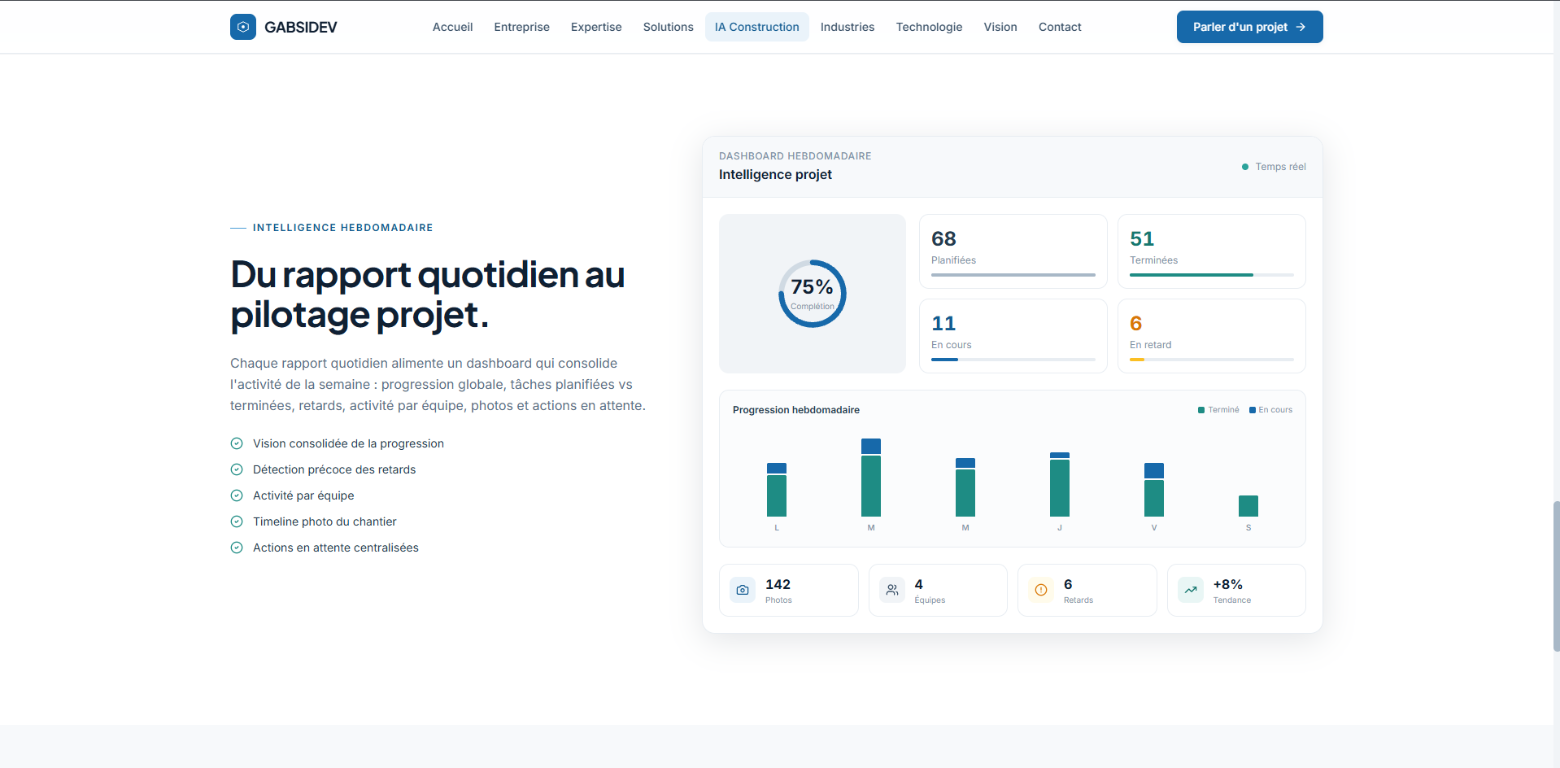 GABSIDEV
Accueil
Entreprise
Expertise
Solutions
IA Construction
Industries
Technologie
Vision
Contact
Parler d'un projet
INTELLIGENCE HEBDOMADAIRE
Du rapport quotidien au
pilotage projet.
Chaque rapport quotidien alimente un dashboard qui consolide
l'activité de la semaine : progression globale, tâches planifiées vs
terminées, retards, activité par équipe, photos et actions en attente.
Vision consolidée de la progression
Détection précoce des retards
Activité par équipe
Timeline photo du chantier
Actions en attente centralisées
DASHBOARD HEBDOMADAIRE
Intelligence projet
Temps réel
75%
Complétion
68
Planifiées
51
Terminées
11
En cours
6
En retard
Progression hebdomadaire
Terminé
En cours
L
M
M
J
V
S
142
Photos
4
Équipes
6
Retards
+8%
Tendance